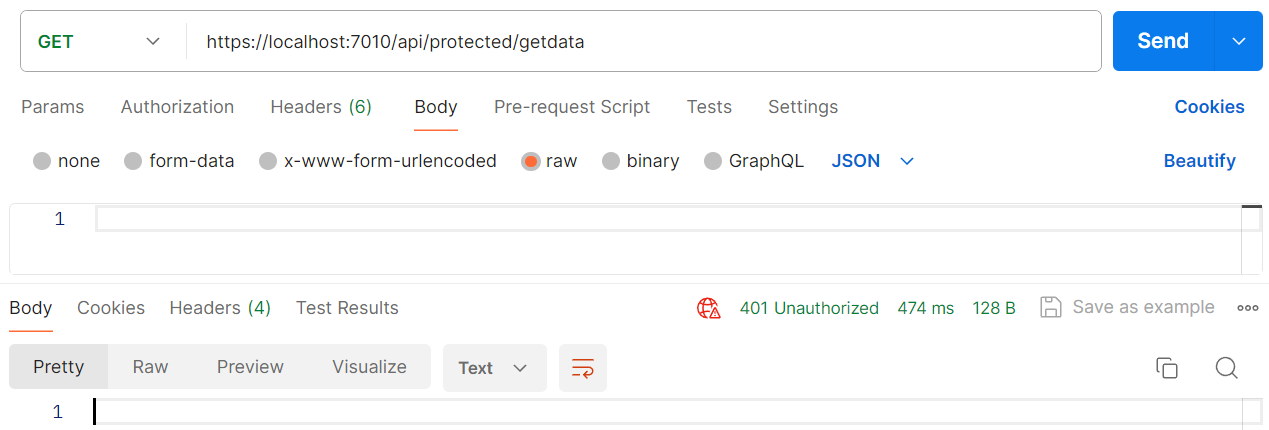 GET https://localhost:7010/api/protected/getdata Send
Params Authorization Headers (6) Body Pre-request Script Tests Settings Cookies
none form-data x-www-form-urlencoded raw binary GraphQL JSON Beautify
1
Body Cookies Headers (4) Test Results 401 Unauthorized 474 ms 128 B Save as example
Pretty Raw Preview Visualize Text
1